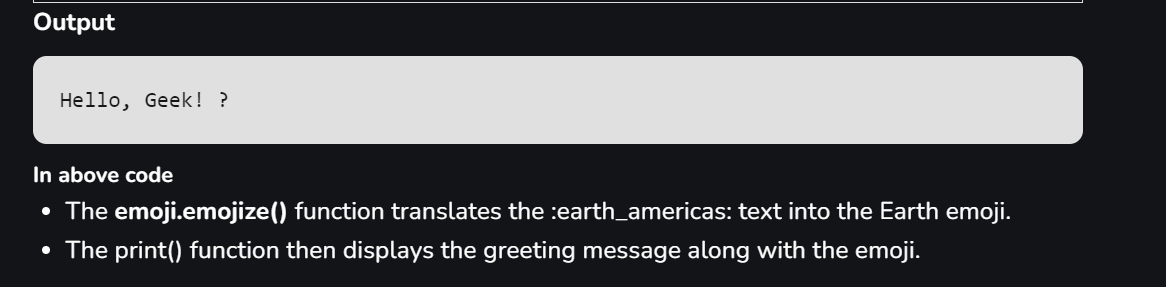 Output
Hello, Geek! ?
In above code
• The emoji.emojize() function translates the :earth_americas: text into the Earth emoji.
• The print() function then displays the greeting message along with the emoji.